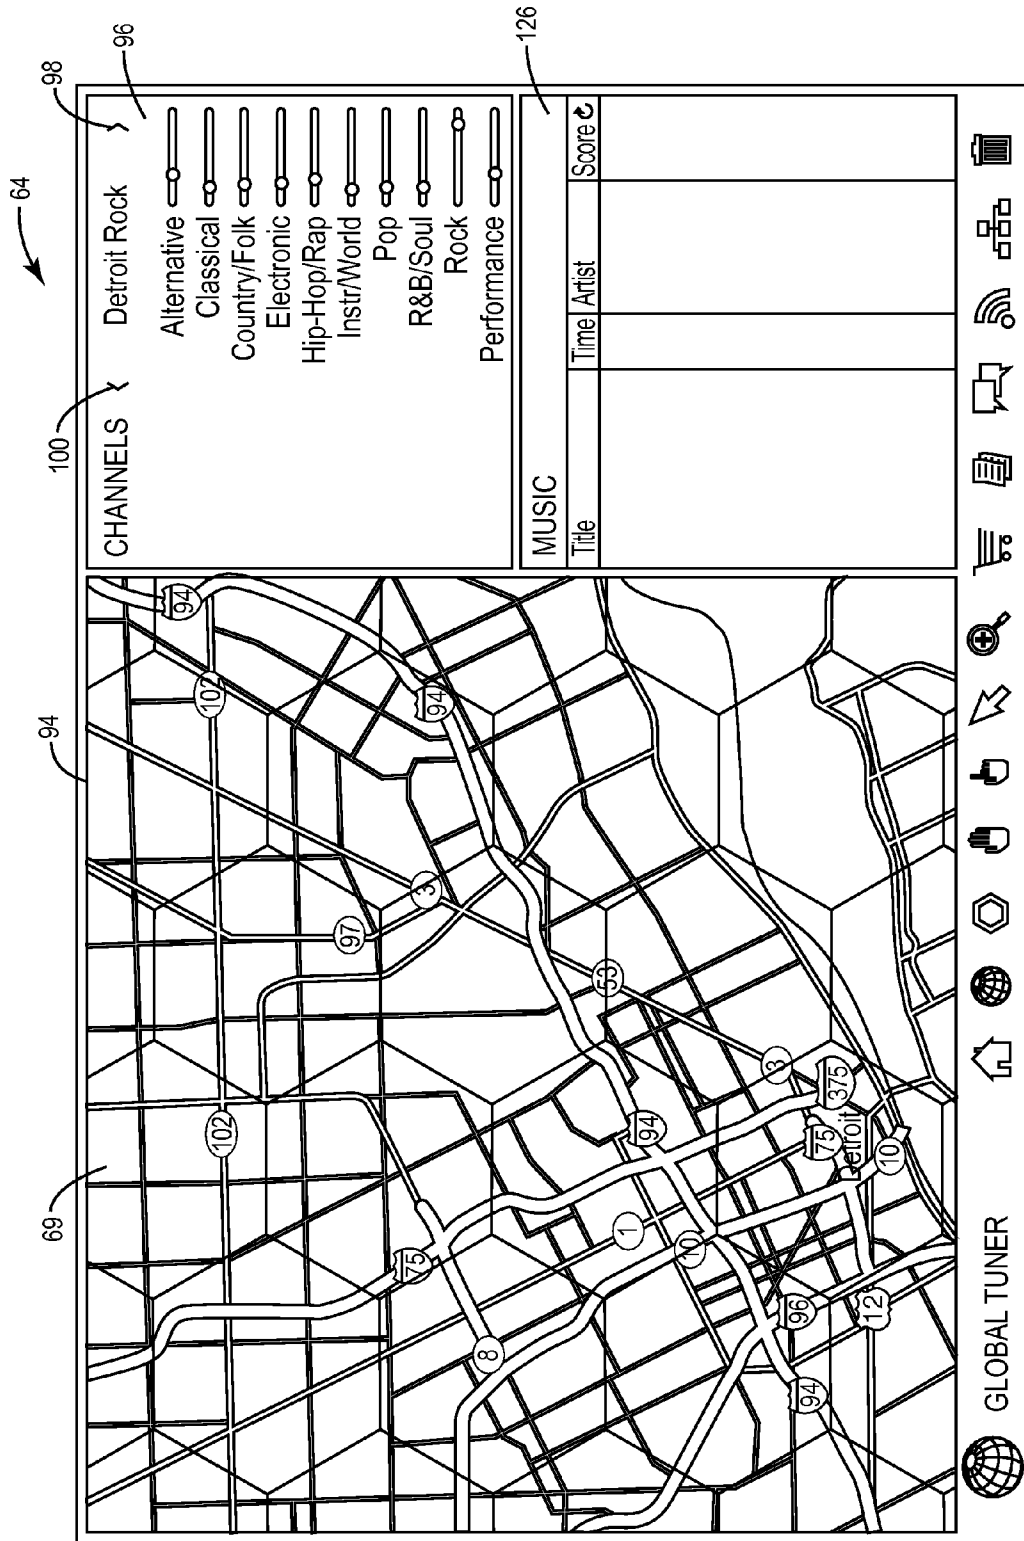 64
94
100
98
96
69
126
CHANNELS
Detroit Rock
Alternative
Classical
Country/Folk
Electronic
Hip-Hop/Rap
Instr/World
Pop
R&B/Soul
Rock
Performance
MUSIC
Title Time Artist Score
94
102
94
3
97
53
102
3
375
94
75
Detroit
10
1
10
75
8
96
12
94
GLOBAL TUNER